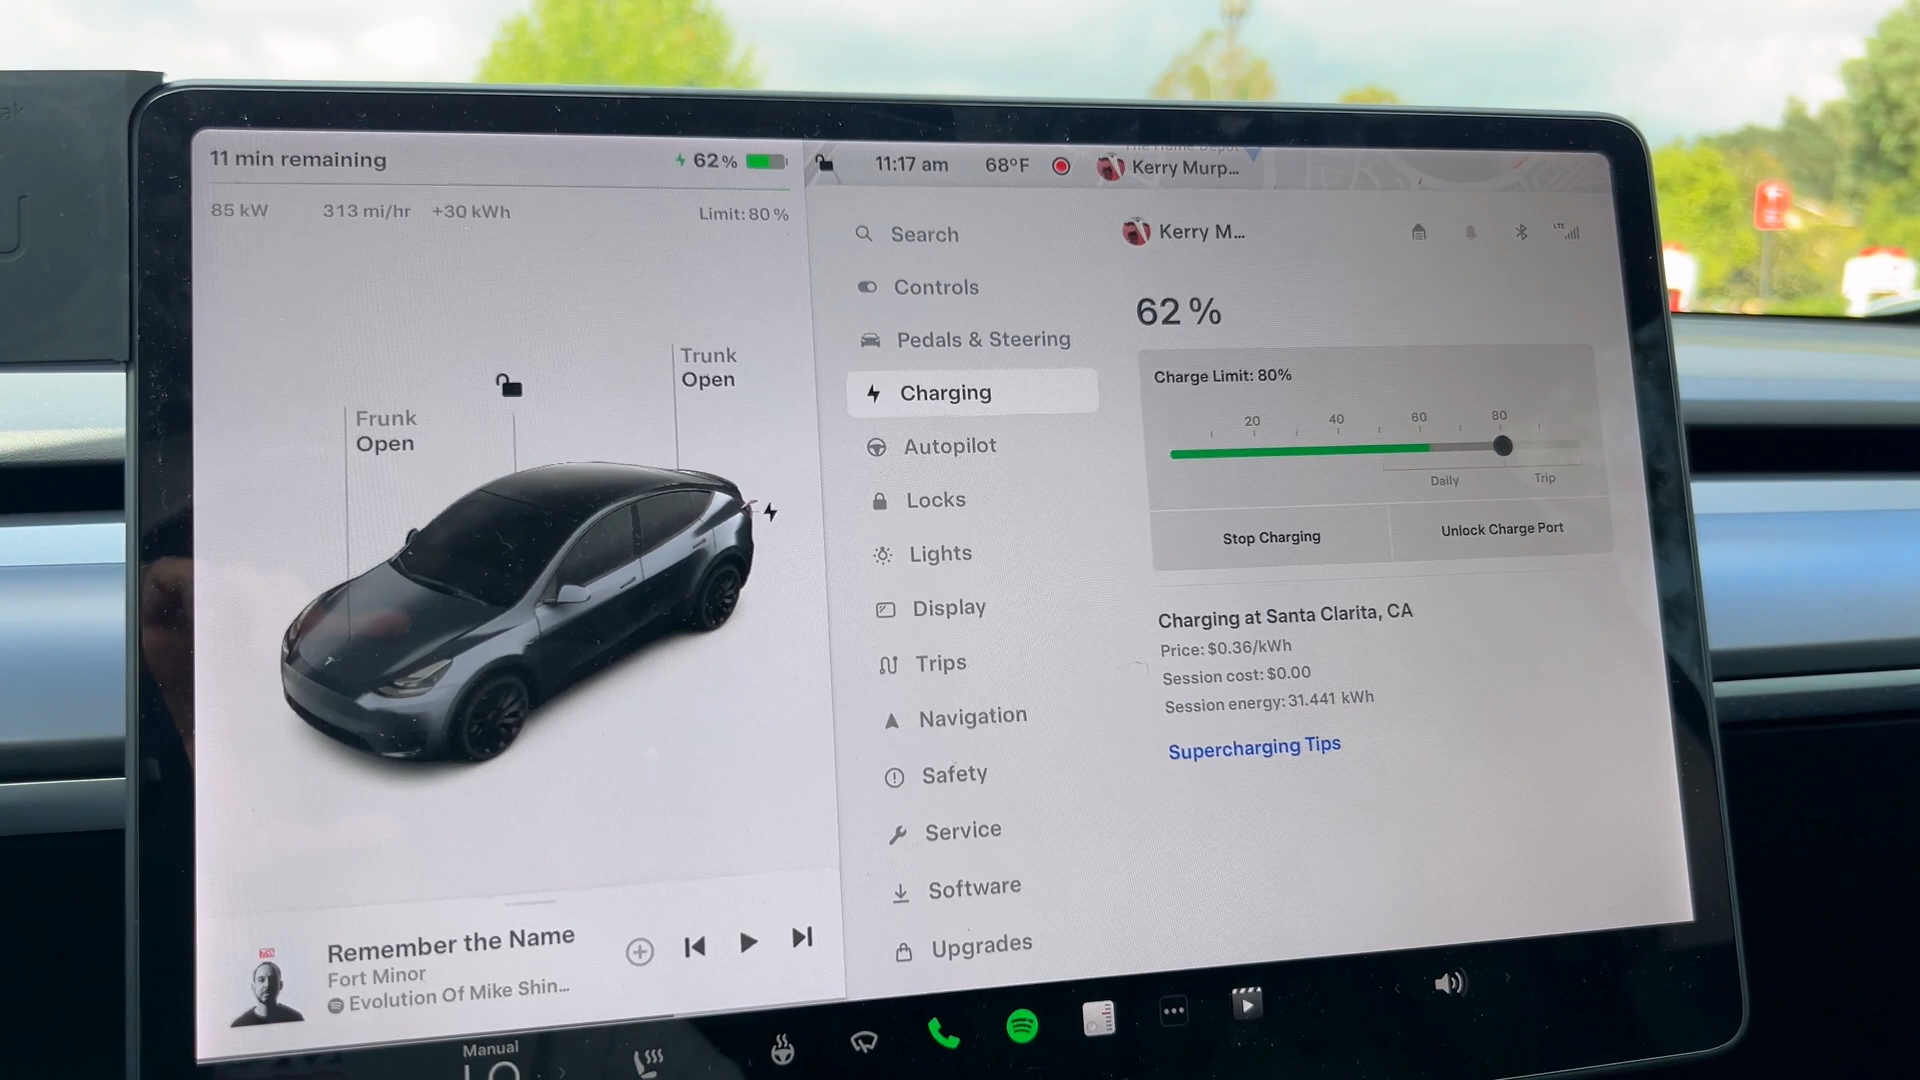 11 min remaining
62%
85 kW 313 mi/hr +30 kWh
Limit: 80%
Trunk
Open
Frunk
Open
Remember the Name
Fort Minor
Evolution Of Mike Shin...
11:17 am 68°F Kerry Murp...
Search
Controls
Pedals & Steering
Charging
Autopilot
Locks
Lights
Display
Trips
Navigation
Safety
Service
Software
Upgrades
Kerry M...
LTE
62%
Charge Limit: 80%
20 40 60 80
Daily Trip
Stop Charging
Unlock Charge Port
Charging at Santa Clarita, CA
Price: $0.36/kWh
Session cost: $0.00
Session energy: 31.441 kWh
Supercharging Tips
Manual